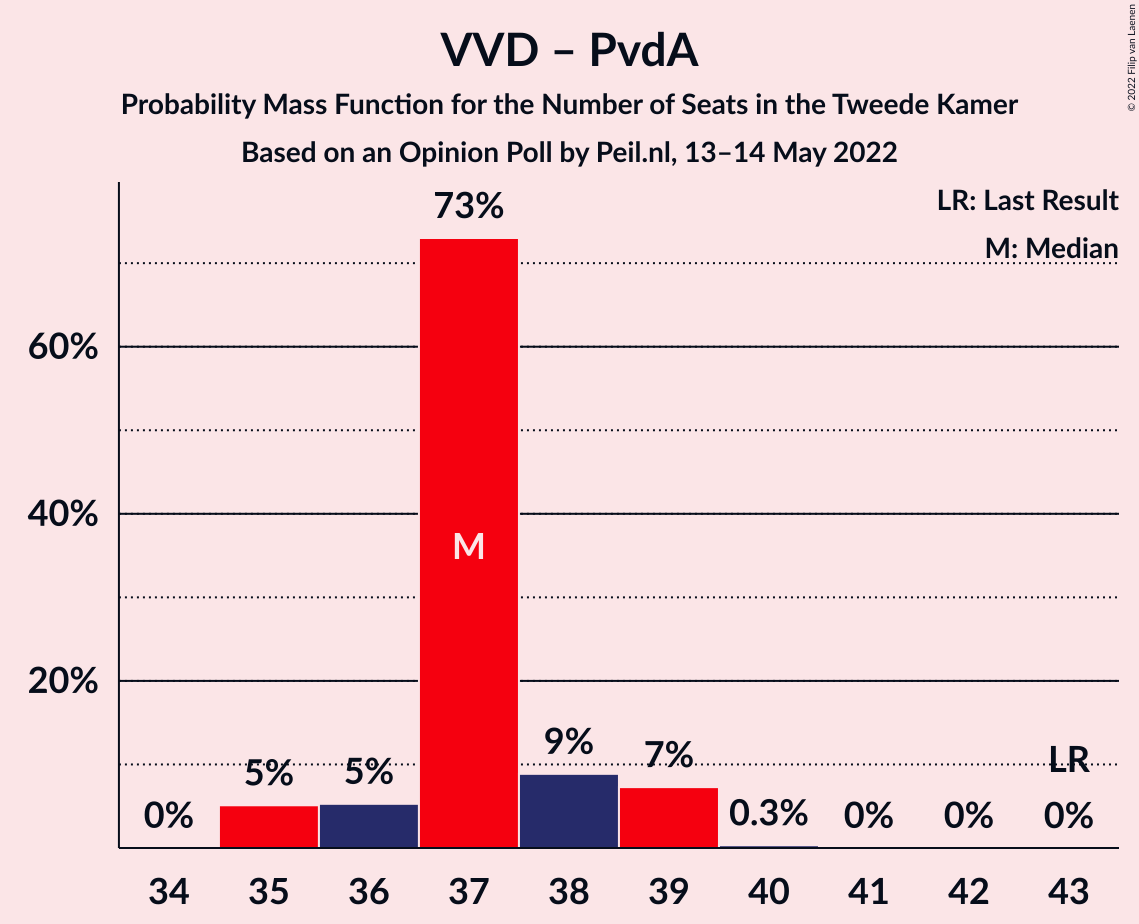 VVD – PvdA
Probability Mass Function for the Number of Seats in the Tweede Kamer
Based on an Opinion Poll by Peil.nl, 13–14 May 2022
© 2022 Filip van Laenen
LR: Last Result
M: Median
73%
60%
40%
20%
M
0%
5%
5%
9%
7%
0.3%
0%
0%
LR
0%
34 35 36 37 38 39 40 41 42 43